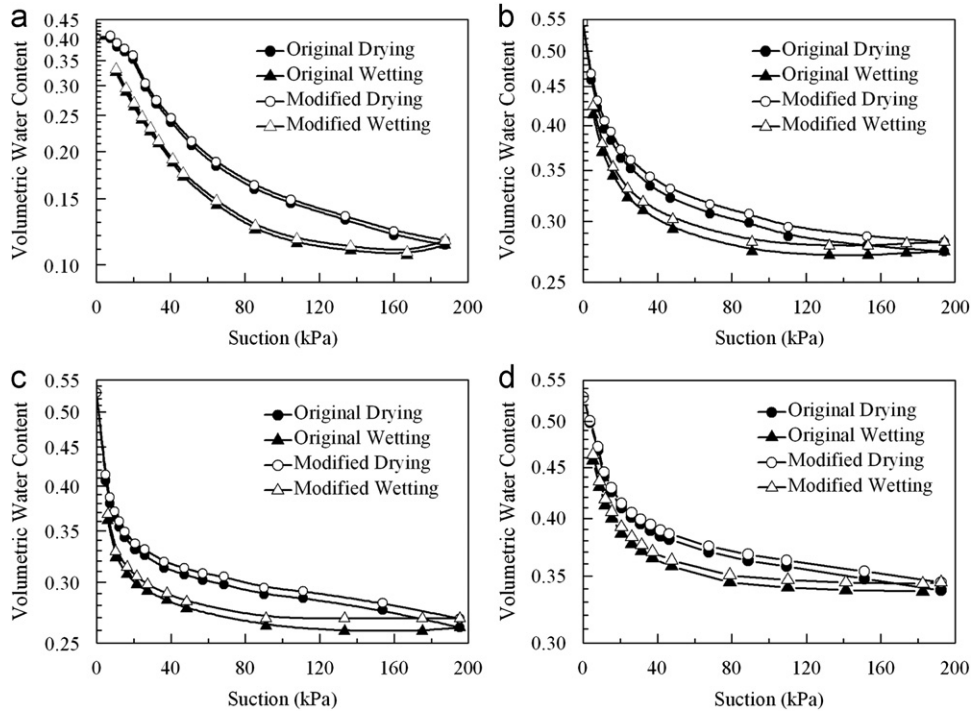 a
0.45
0.40
0.35
0.30
0.25
0.20
0.15
0.10
Volumetric Water Content
Original Drying
Original Wetting
Modified Drying
Modified Wetting
0 40 80 120 160 200
Suction (kPa)
b
0.55
0.50
0.45
0.40
0.35
0.30
0.25
Volumetric Water Content
Original Drying
Original Wetting
Modified Drying
Modified Wetting
0 40 80 120 160 200
Suction (kPa)
c
0.55
0.50
0.45
0.40
0.35
0.30
0.25
Volumetric Water Content
Original Drying
Original Wetting
Modified Drying
Modified Wetting
0 40 80 120 160 200
Suction (kPa)
d
0.55
0.50
0.45
0.40
0.35
0.30
Volumetric Water Content
Original Drying
Original Wetting
Modified Drying
Modified Wetting
0 40 80 120 160 200
Suction (kPa)